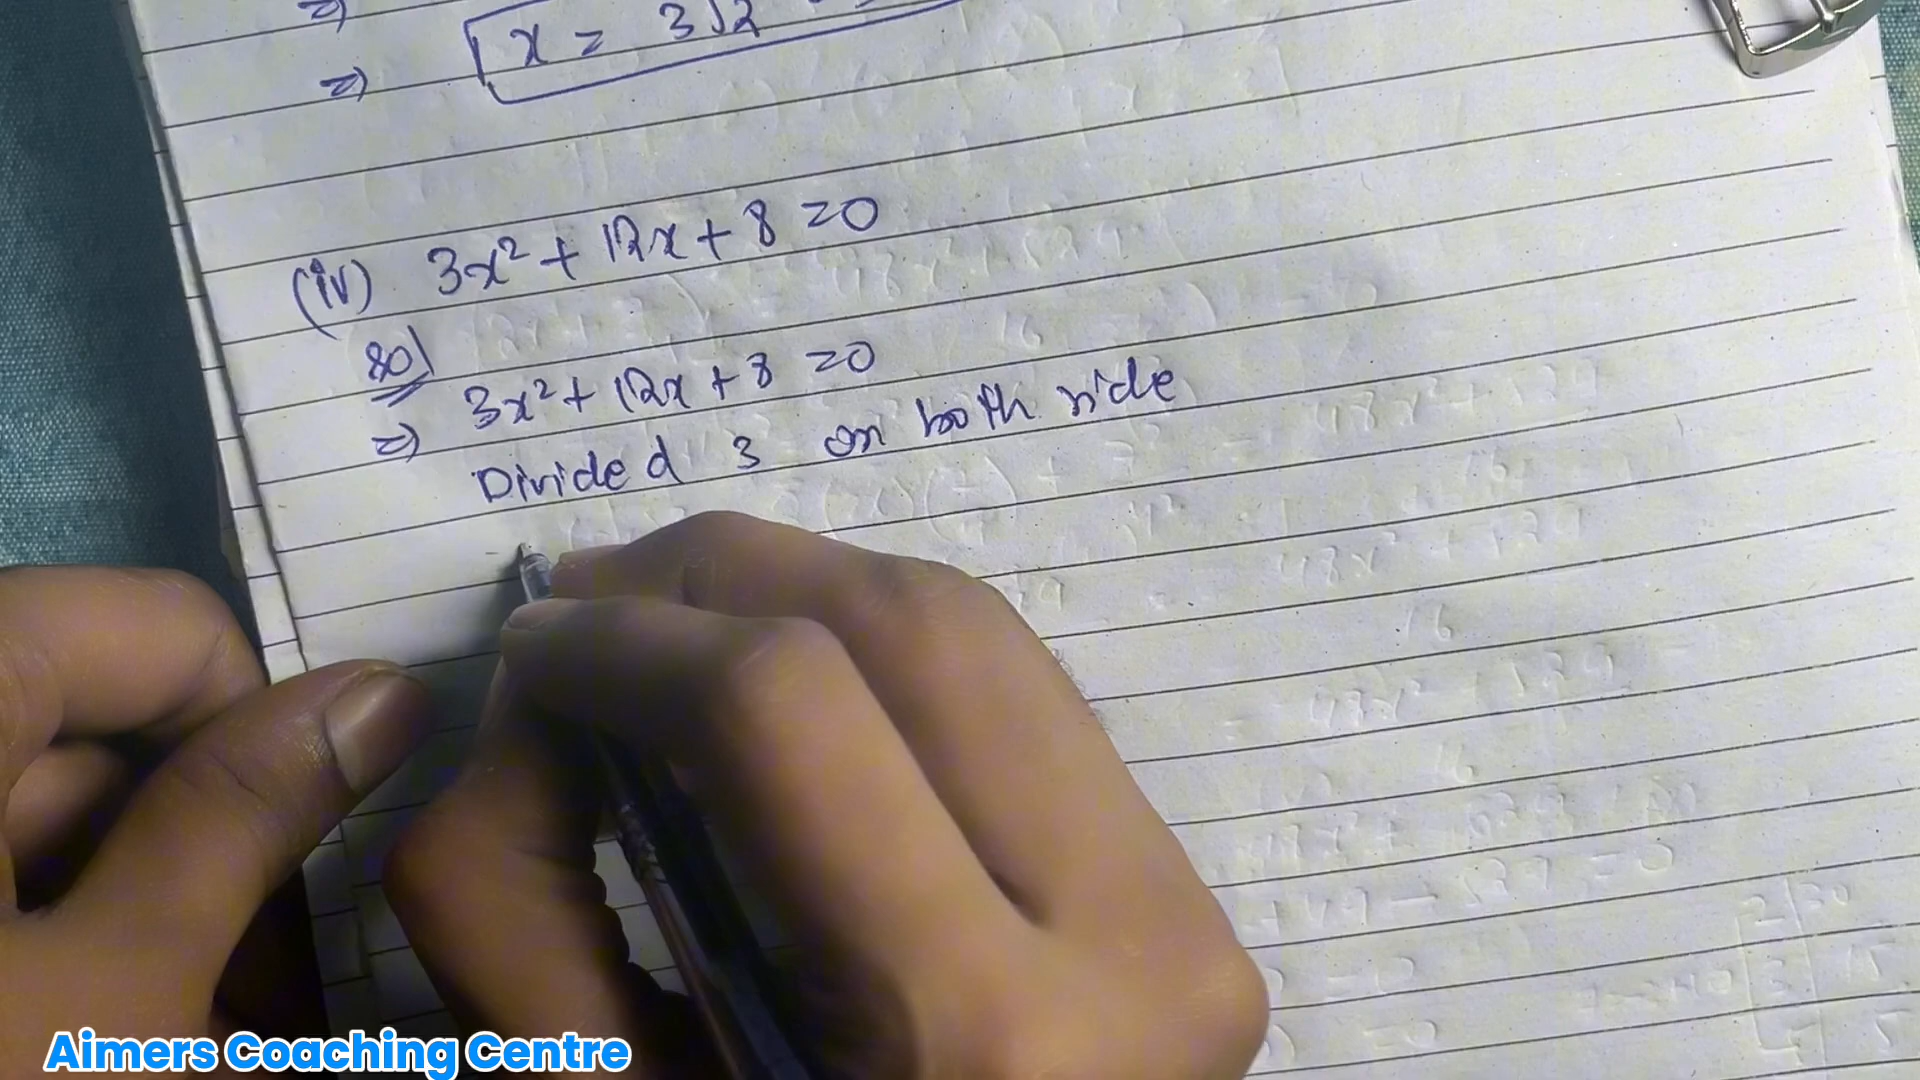 ⇒)
⇒) x = 3√2
(iv) 3x² + 12x + 8 = 0
Sol
⇒) 3x² + 12x + 8 = 0
Divided 3 on both side
Aimers Coaching Centre